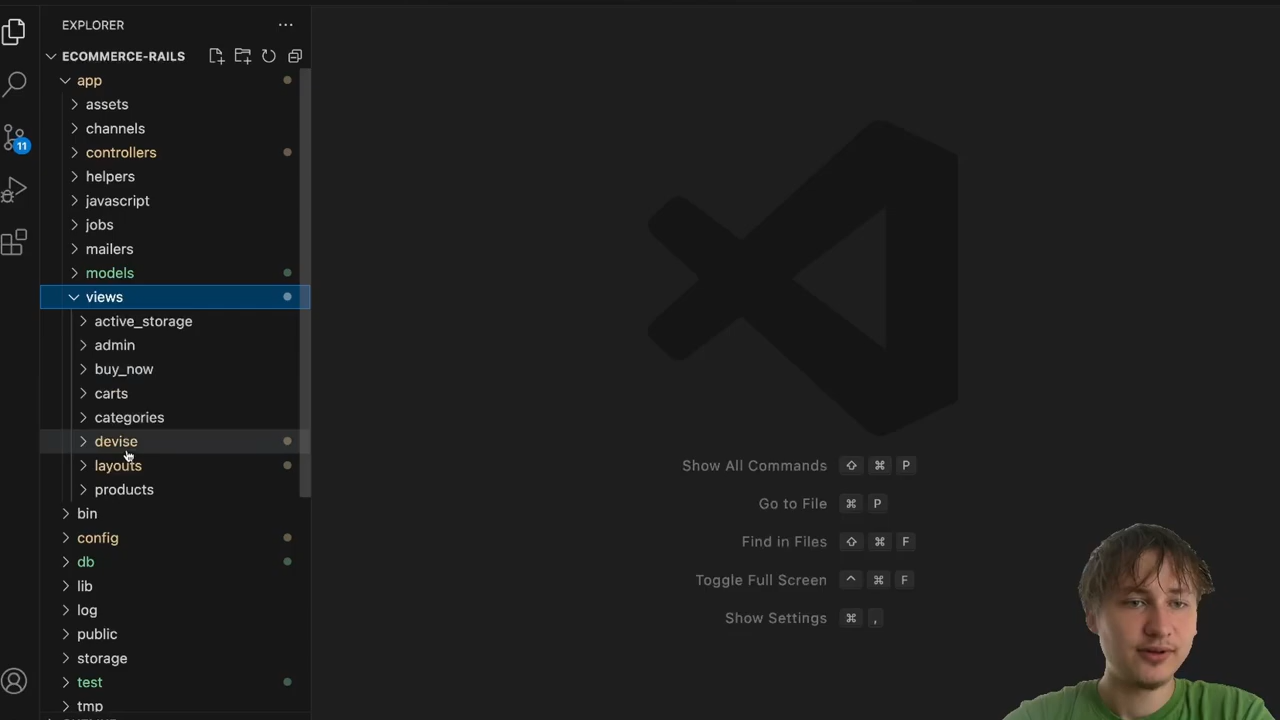 EXPLORER ...
ECOMMERCE-RAILS
app
assets
channels
controllers
helpers
javascript
jobs
mailers
models
views
active_storage
admin
buy_now
carts
categories
devise
layouts
products
bin
config
db
lib
log
public
storage
test
tmp
11
Show All Commands ⇧ ⌘ P
Go to File ⌘ P
Find in Files ⇧ ⌘ F
Toggle Full Screen ⌃ ⌘ F
Show Settings ⌘ ,